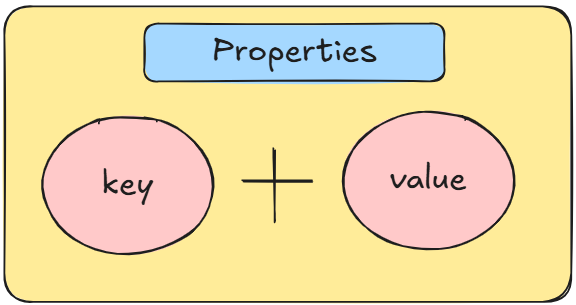 Properties
key + value